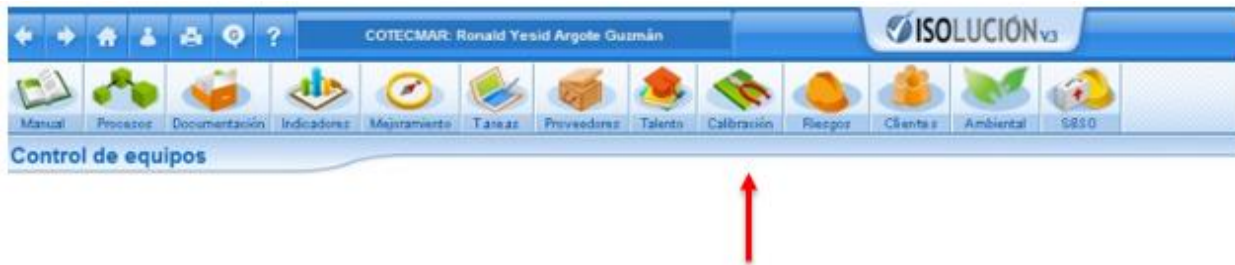 COTECMAR: Ronald Yesid Argote Guzmán
ISOLUCIÓN V3
Manual Procesos Documentación Indicadores Mejoramiento Tareas Proveedores Talento Calibración Riesgos Clientes Ambiental S&SO
Control de equipos